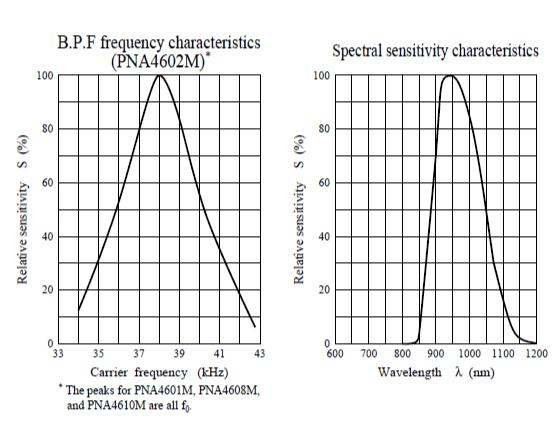 B.P.F frequency characteristics
(PNA4602M)*
Relative sensitivity S (%)
100
80
60
40
20
0
33 35 37 39 41 43
Carrier frequency (kHz)
* The peaks for PNA4601M, PNA4608M,
and PNA4610M are all f0.
Spectral sensitivity characteristics
Relative sensitivity S (%)
100
80
60
40
20
0
600 700 800 900 1000 1100 1200
Wavelength λ (nm)